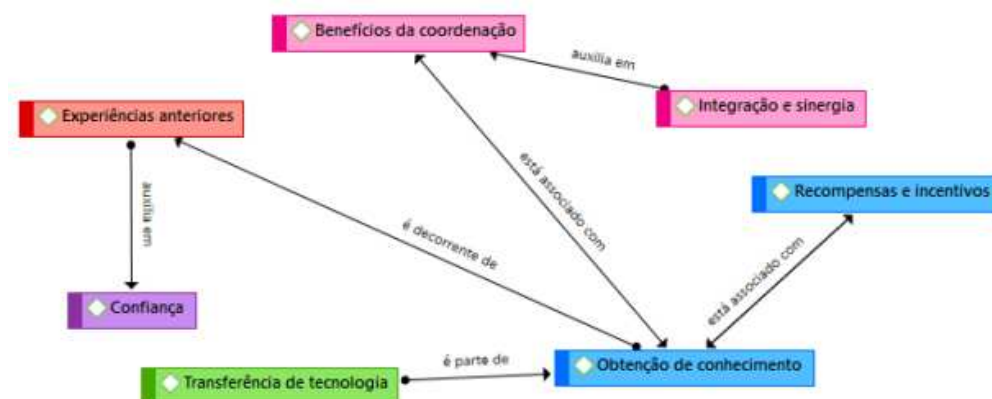 Benefícios da coordenação
auxilia em
Integração e sinergia
Experiências anteriores
está associado com
Recompensas e incentivos
auxilia em
é decorrente de
está associado com
Confiança
é parte de
Obtenção de conhecimento
Transferência de tecnologia